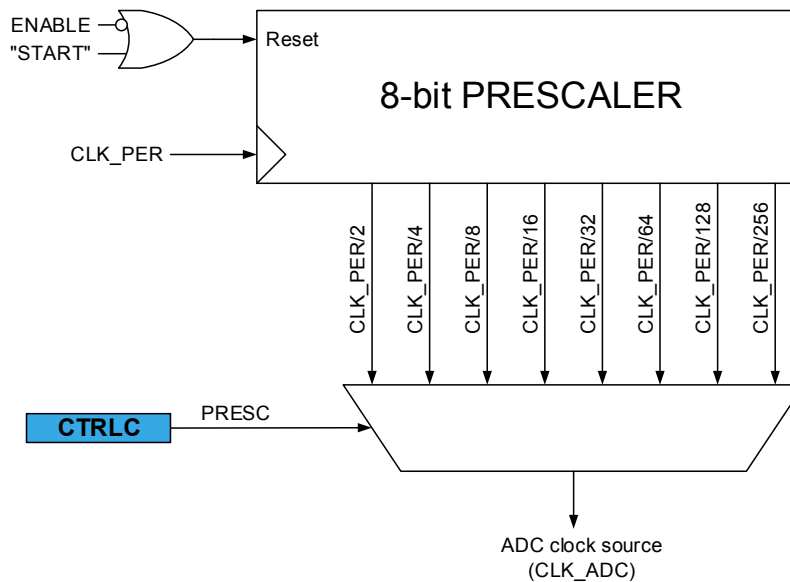 ENABLE
"START"
Reset
8-bit PRESCALER
CLK_PER
CLK_PER/2
CLK_PER/4
CLK_PER/8
CLK_PER/16
CLK_PER/32
CLK_PER/64
CLK_PER/128
CLK_PER/256
CTRLC
PRESC
ADC clock source
(CLK_ADC)